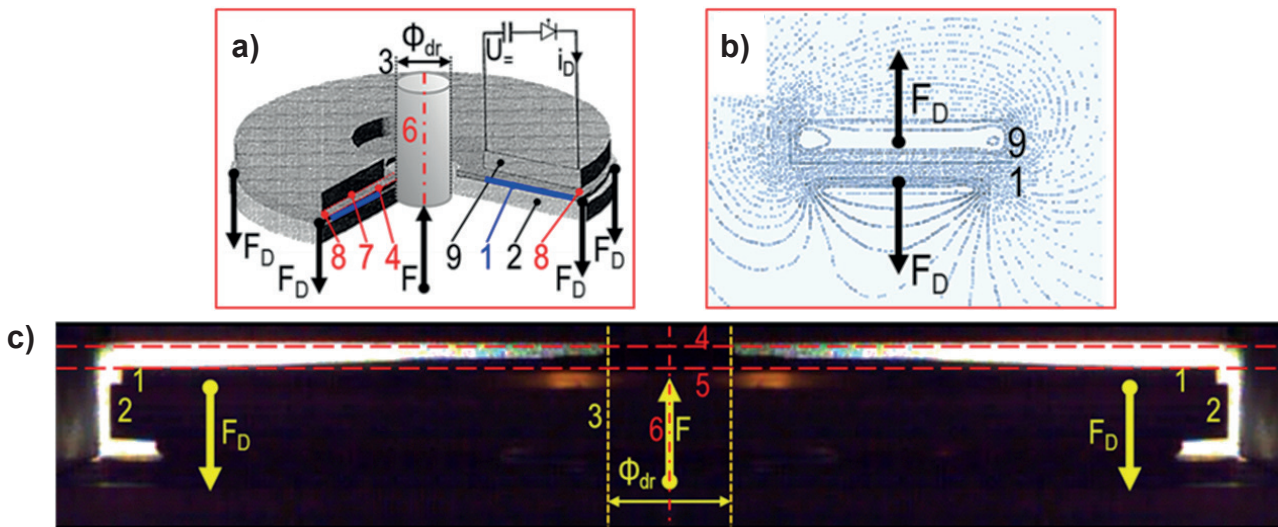 a)
Φdr
3
U=
iD
6
FD
FD
8 7 4 F 9 1 2 8 FD
FD
b)
FD
9
1
FD
c)
4
1 5 1
2 3 6 F 2
FD FD
Φdr